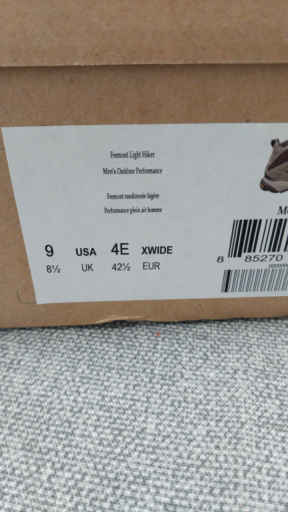 Fremont Light Hiker
Men's Outdoor Performance
Fremont randonnée légère
Performance plein air homme
9 USA 4E XWIDE
8½ UK 42½ EUR
8 85270